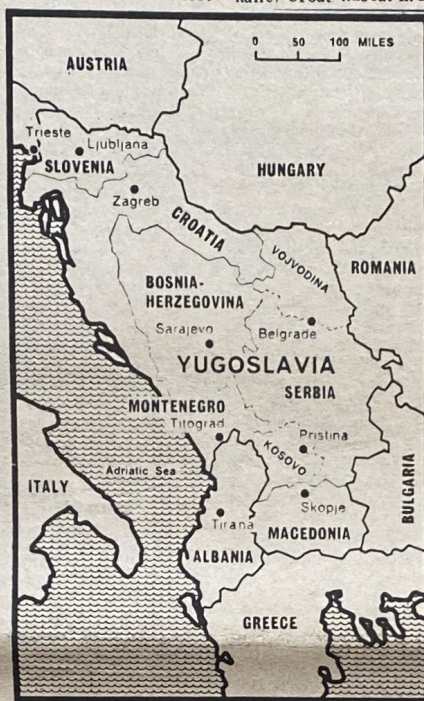 0 50 100 MILES
AUSTRIA
Trieste
Ljubljana
SLOVENIA
HUNGARY
Zagreb
CROATIA
VOJVODINA
ROMANIA
BOSNIA-
HERZEGOVINA
Sarajevo
Belgrade
YUGOSLAVIA
SERBIA
MONTENEGRO
Titograd
Pristina
KOSOVO
Adriatic Sea
ITALY
BULGARIA
Skopje
Tirana
MACEDONIA
ALBANIA
GREECE